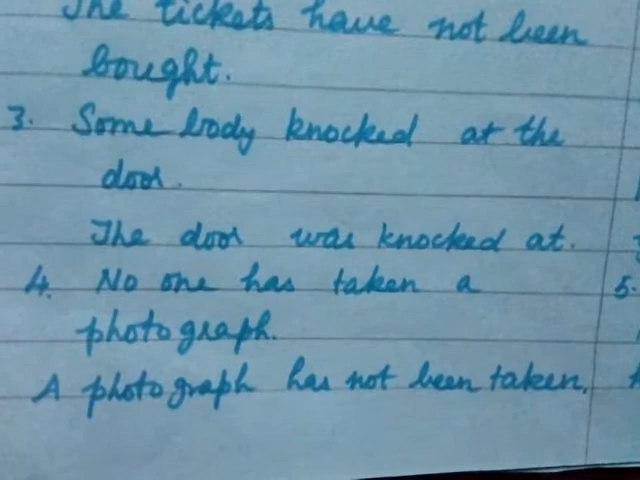 The tickets have not been
bought.
3. Some body knocked at the
door.
The door was knocked at.
4. No one has taken a
photograph.
A photograph has not been taken.
5.